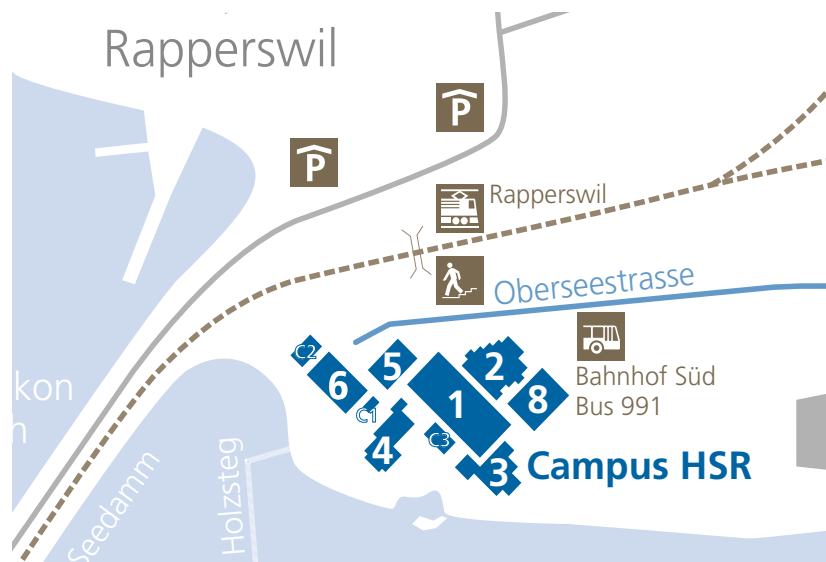 Rapperswil
P
P
Rapperswil
Oberseestrasse
Bahnhof Süd
Bus 991
C2
5
2
6
1
8
C1
C3
4
3
Campus HSR
kon
h
Seedamm
Holzsteg